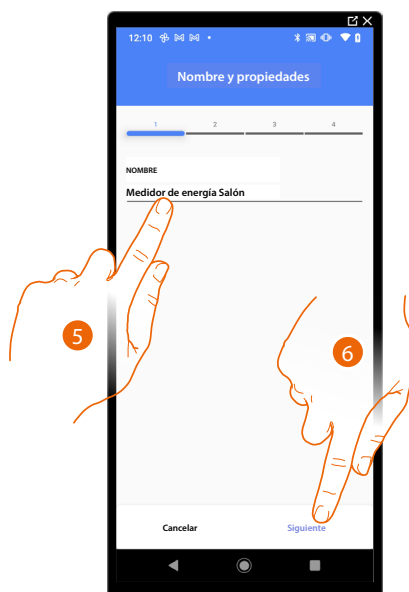 12:10
Nombre y propiedades
1 2 3 4
NOMBRE
Medidor de energía Salón
5
6
Cancelar Siguiente